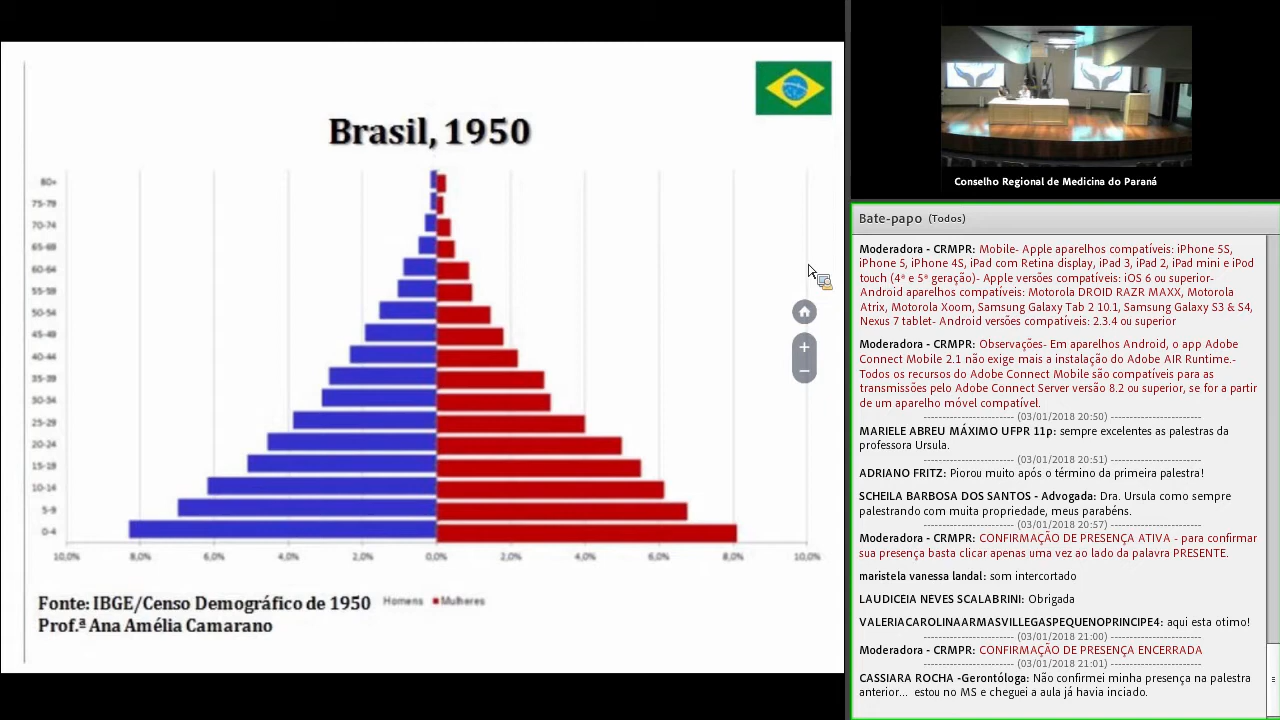 Brasil, 1950
80+
75-79
70-74
65-69
60-64
55-59
50-54
45-49
40-44
35-39
30-34
25-29
20-24
15-19
10-14
5-9
0-4
10,0% 8,0% 6,0% 4,0% 2,0% 0,0% 2,0% 4,0% 6,0% 8,0% 10,0%
Homens Mulheres
Fonte: IBGE/Censo Demográfico de 1950
Prof.ª Ana Amélia Camarano
Conselho Regional de Medicina do Paraná
Bate-papo (Todos)
Moderadora - CRMPR: Mobile- Apple aparelhos compatíveis: iPhone 5S,
iPhone 5, iPhone 4S, iPad com Retina display, iPad 3, iPad 2, iPad mini e iPod
touch (4ª e 5ª geração)- Apple versões compatíveis: iOS 6 ou superior-
Android aparelhos compatíveis: Motorola DROID RAZR MAXX, Motorola
Atrix, Motorola Xoom, Samsung Galaxy Tab 2 10.1, Samsung Galaxy S3 & S4,
Nexus 7 tablet- Android versões compatíveis: 2.3.4 ou superior
Moderadora - CRMPR: Observações- Em aparelhos Android, o app Adobe
Connect Mobile 2.1 não exige mais a instalação do Adobe AIR Runtime.-
Todos os recursos do Adobe Connect Mobile são compatíveis para as
transmissões pelo Adobe Connect Server versão 8.2 ou superior, se for a partir
de um aparelho móvel compatível.
---------------------- (03/01/2018 20:50) ----------------------
MARIELE ABREU MÁXIMO UFPR 11p: sempre excelentes as palestras da
professora Ursula.
---------------------- (03/01/2018 20:51) ----------------------
ADRIANO FRITZ: Piorou muito após o término da primeira palestra!
SCHEILA BARBOSA DOS SANTOS - Advogada: Dra. Ursula como sempre
palestrando com muita propriedade, meus parabéns.
---------------------- (03/01/2018 20:57) ----------------------
Moderadora - CRMPR: CONFIRMAÇÃO DE PRESENÇA ATIVA - para confirmar
sua presença basta clicar apenas uma vez ao lado da palavra PRESENTE.
maristela vanessa landal: som intercortado
LAUDICEIA NEVES SCALABRINI: Obrigada
VALERIACAROLINAARMASVILLEGASPEQUENOPRINCIPE4: aqui esta otimo!
---------------------- (03/01/2018 21:00) ----------------------
Moderadora - CRMPR: CONFIRMAÇÃO DE PRESENÇA ENCERRADA
---------------------- (03/01/2018 21:01) ----------------------
CASSIARA ROCHA -Gerontóloga: Não confirmei minha presença na palestra
anterior... estou no MS e cheguei a aula já havia inciado.